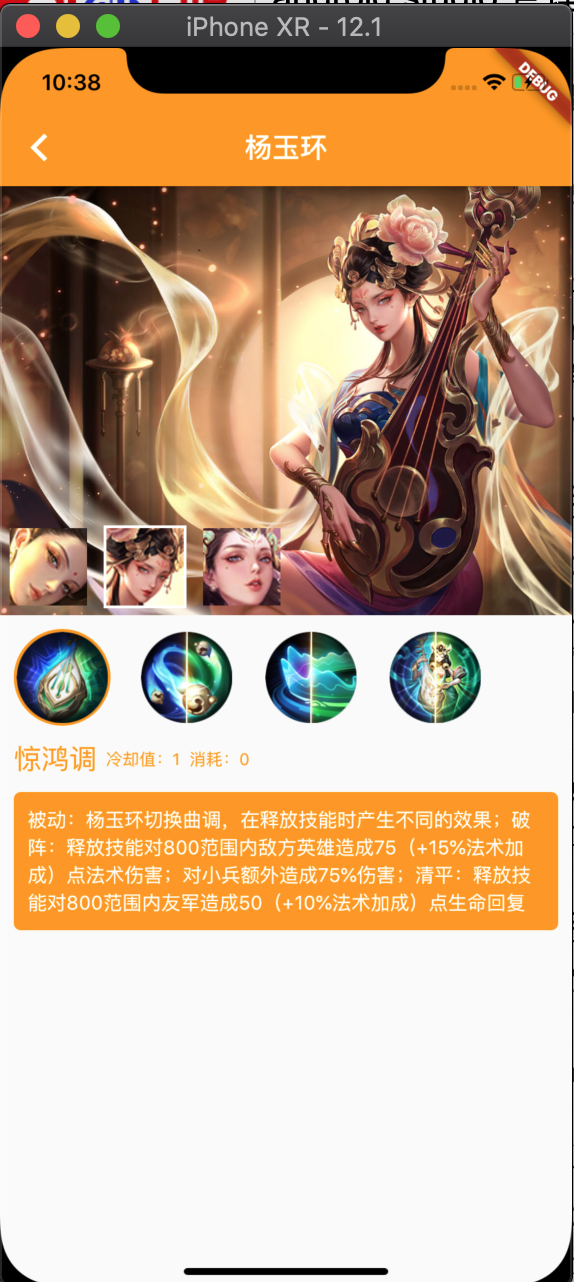 iPhone XR - 12.1
10:38
DEBUG
杨玉环
惊鸿调 冷却值：1 消耗：0
被动：杨玉环切换曲调，在释放技能时产生不同的效果；破
阵：释放技能对800范围内敌方英雄造成75（+15%法术加
成）点法术伤害；对小兵额外造成75%伤害；清平：释放技
能对800范围内友军造成50（+10%法术加成）点生命回复